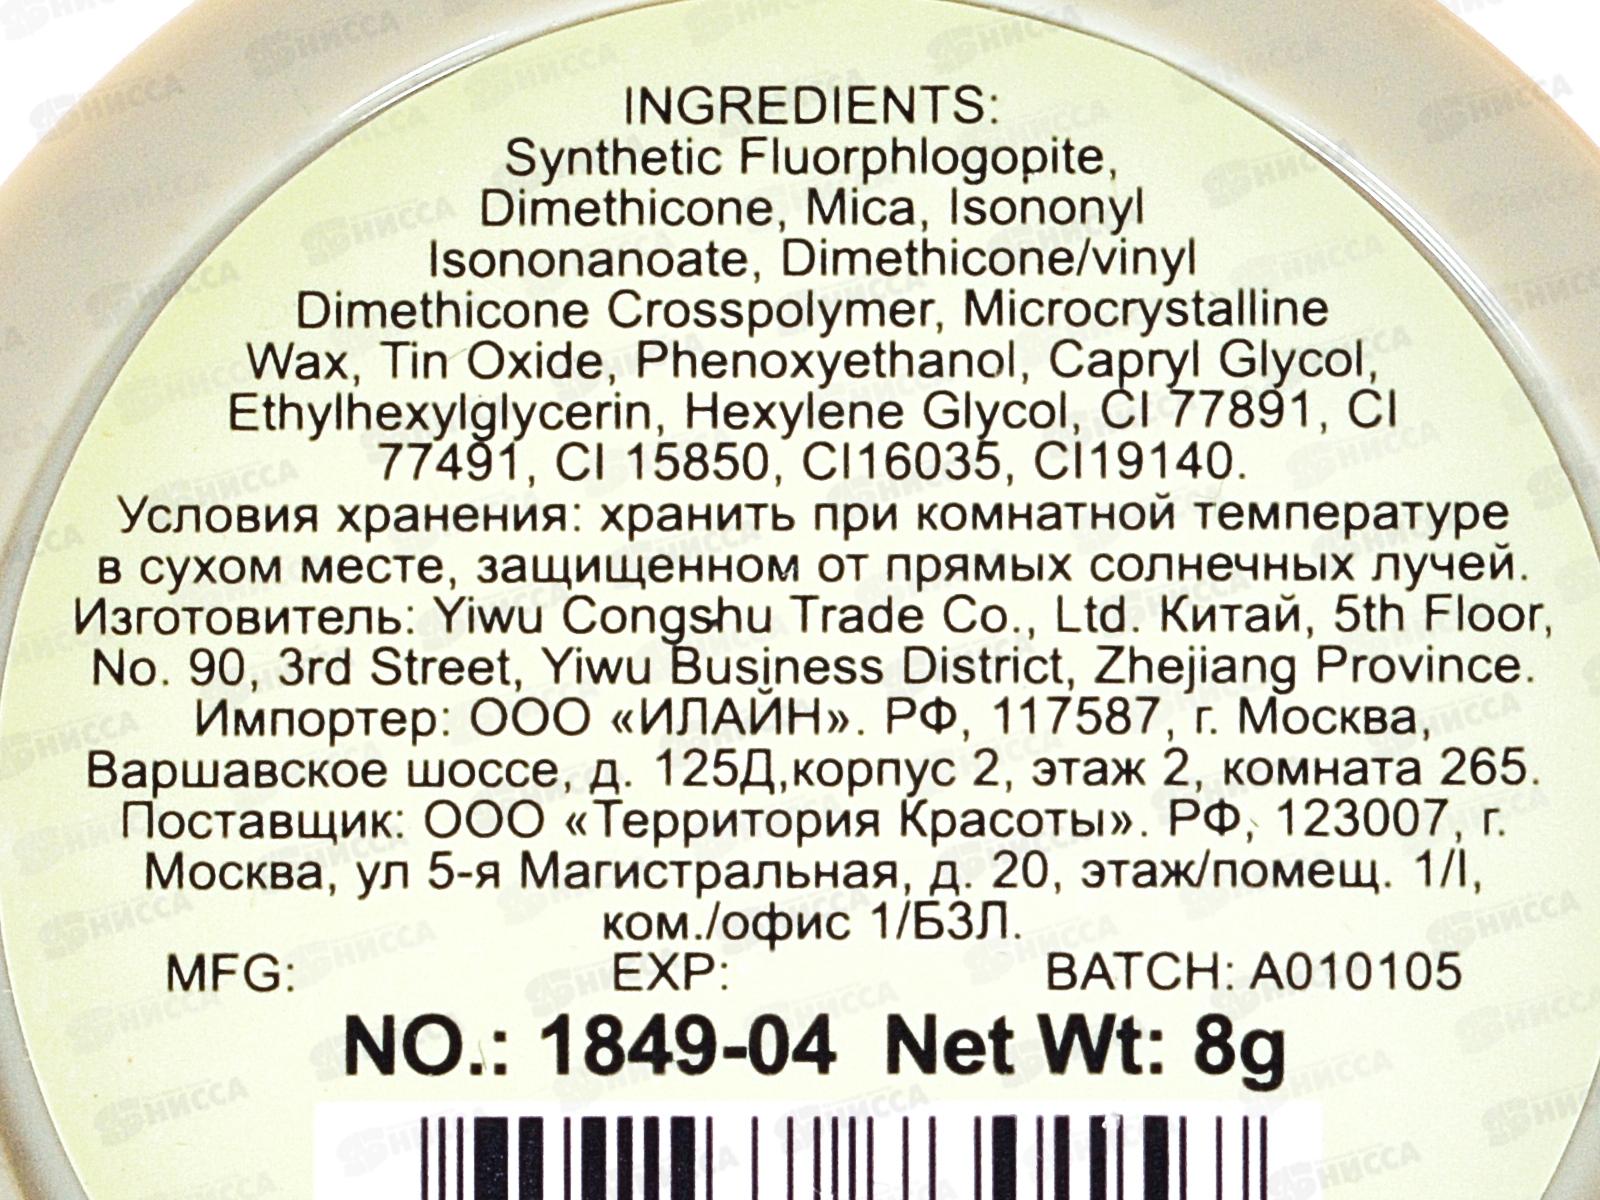 INGREDIENTS:
Synthetic Fluorphlogopite,
Dimethicone, Mica, Isononyl
Isononanoate, Dimethicone/vinyl
Dimethicone Crosspolymer, Microcrystalline
Wax, Tin Oxide, Phenoxyethanol, Capryl Glycol,
Ethylhexylglycerin, Hexylene Glycol, CI 77891, CI
77491, CI 15850, CI16035, CI19140.
Условия хранения: хранить при комнатной температуре
в сухом месте, защищенном от прямых солнечных лучей.
Изготовитель: Yiwu Congshu Trade Co., Ltd. Китай, 5th Floor,
No. 90, 3rd Street, Yiwu Business District, Zhejiang Province.
Импортер: ООО «ИЛАЙН». РФ, 117587, г. Москва,
Варшавское шоссе, д. 125Д,корпус 2, этаж 2, комната 265.
Поставщик: ООО «Территория Красоты». РФ, 123007, г.
Москва, ул 5-я Магистральная, д. 20, этаж/помещ. 1/I,
ком./офис 1/БЗЛ.
MFG: EXP: BATCH: A010105
NO.: 1849-04 Net Wt: 8g